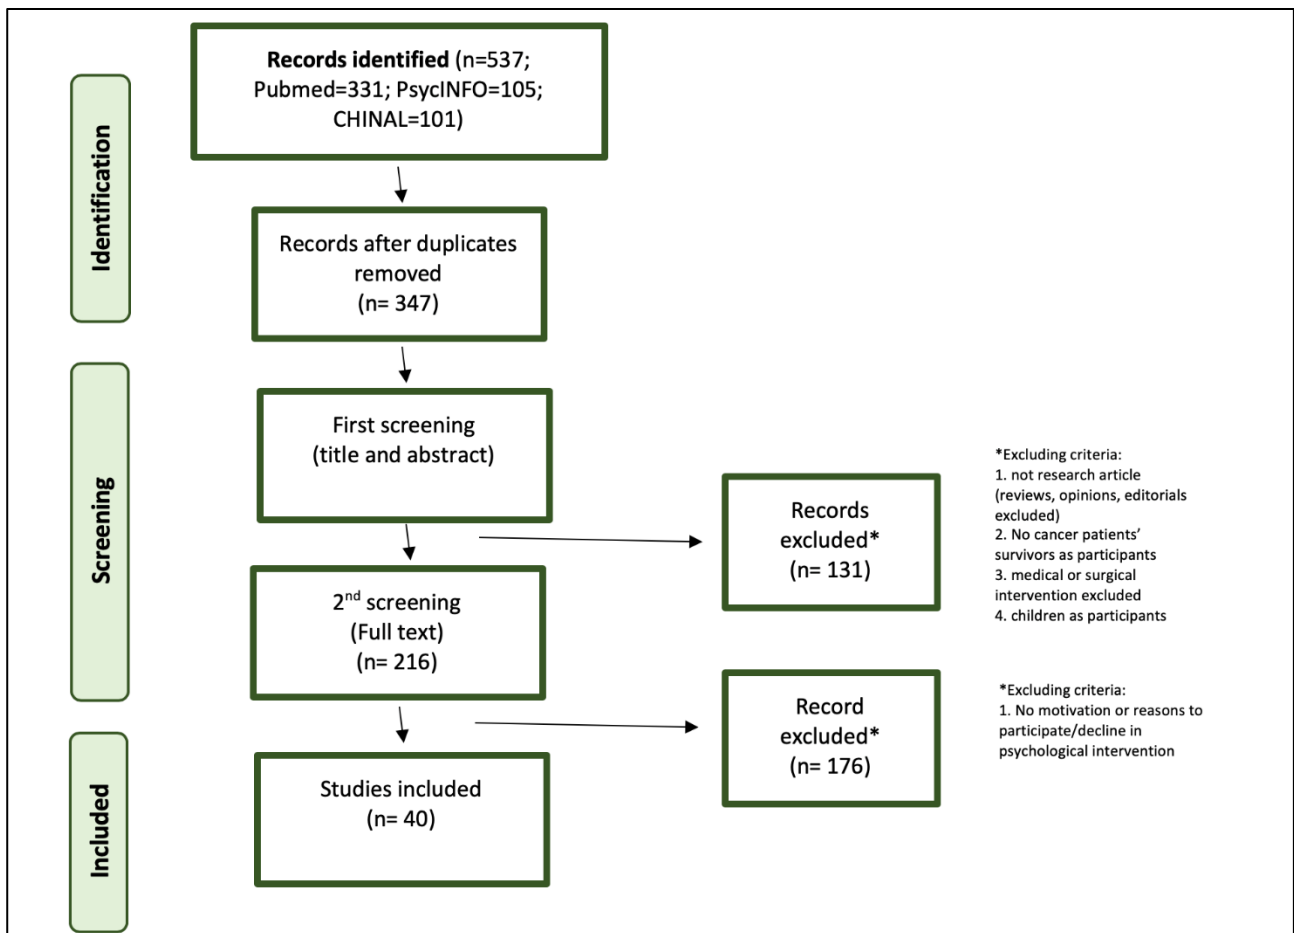 Identification
Records identified (n=537;
Pubmed=331; PsycINFO=105;
CHINAL=101)
Records after duplicates
removed
(n= 347)
Screening
First screening
(title and abstract)
Records
excluded*
(n= 131)
*Excluding criteria:
1. not research article
(reviews, opinions, editorials
excluded)
2. No cancer patients’
survivors as participants
3. medical or surgical
intervention excluded
4. children as participants
2nd screening
(Full text)
(n= 216)
Record
excluded*
(n= 176)
*Excluding criteria:
1. No motivation or reasons to
participate/decline in
psychological intervention
Included
Studies included
(n= 40)